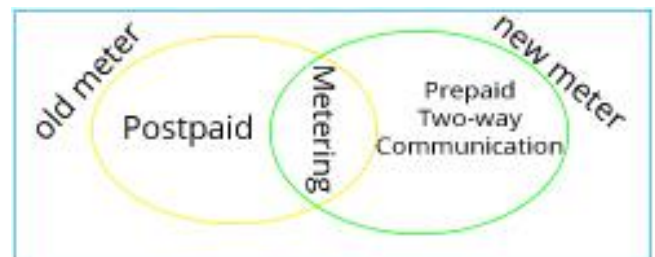 old meter
Postpaid
Metering
new meter
Prepaid
Two-way
Communication